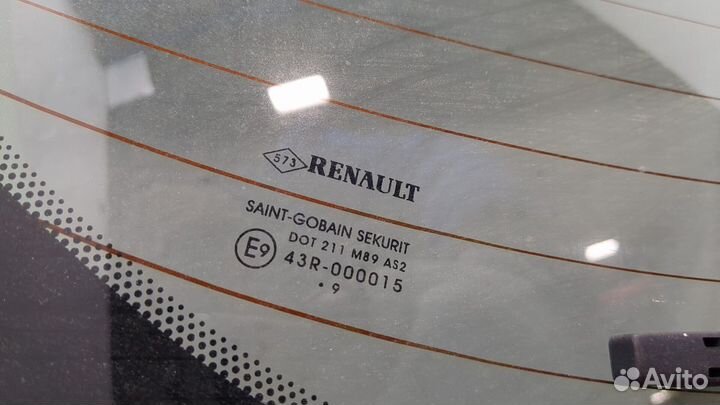 573 RENAULT
SAINT-GOBAIN SEKURIT
DOT 211 M89 AS2
E9 43R-000015
· 9
Avito